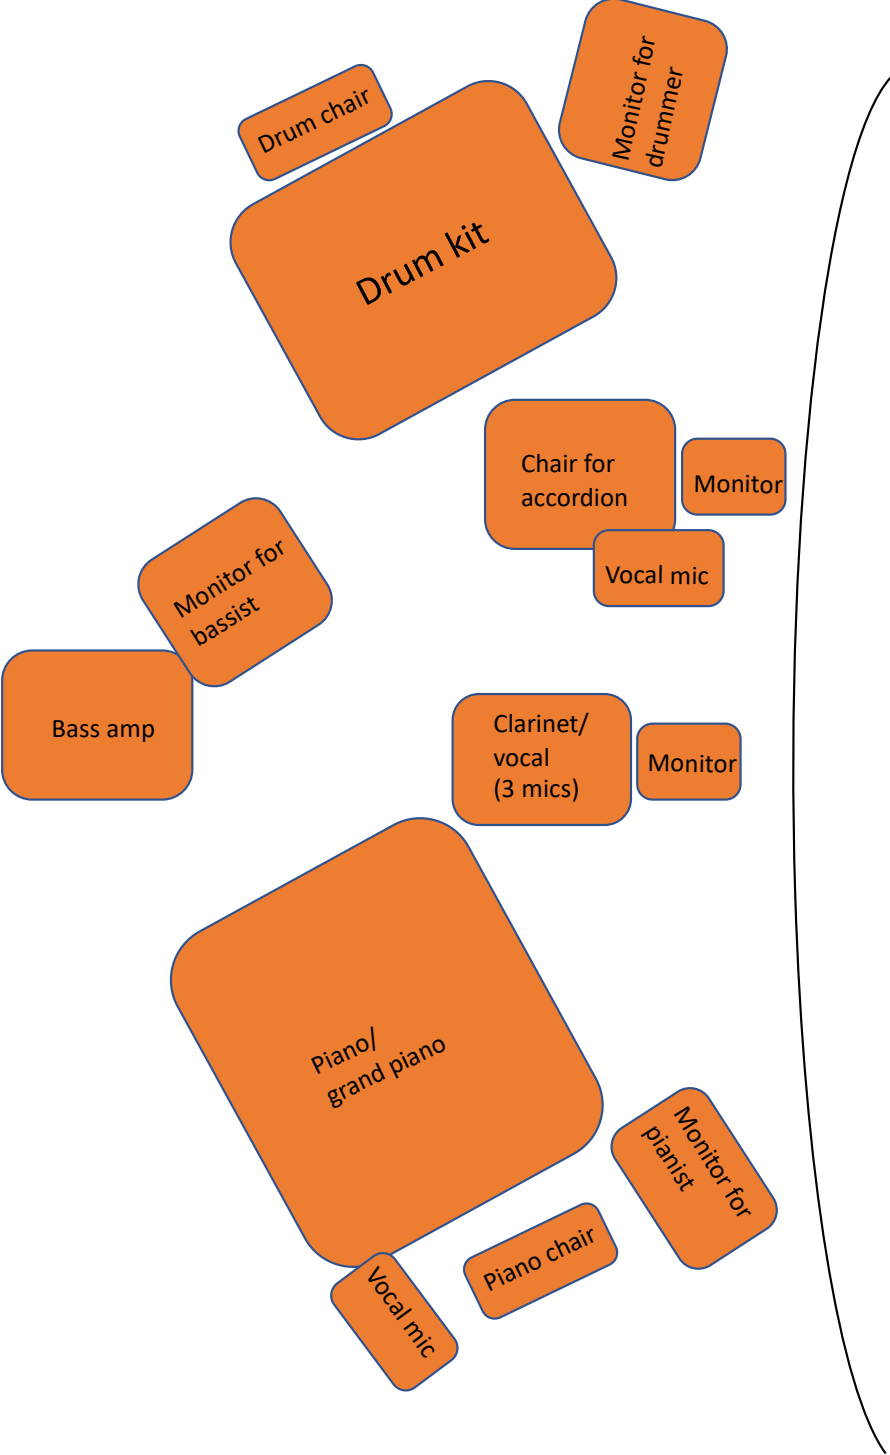 Monitor for
drummer
Drum chair
Drum kit
Chair for
accordion
Monitor
Vocal mic
Monitor for
bassist
Bass amp
Clarinet/
vocal
(3 mics)
Monitor
Piano/
grand piano
Monitor for
pianist
Piano chair
Vocal mic